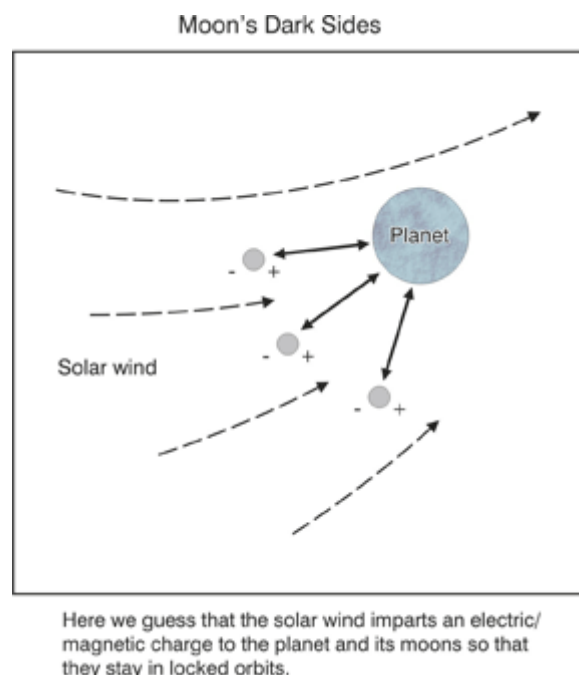 Moon's Dark Sides
Planet
- +
Solar wind
- +
- +
Here we guess that the solar wind imparts an electric/
magnetic charge to the planet and its moons so that
they stay in locked orbits.